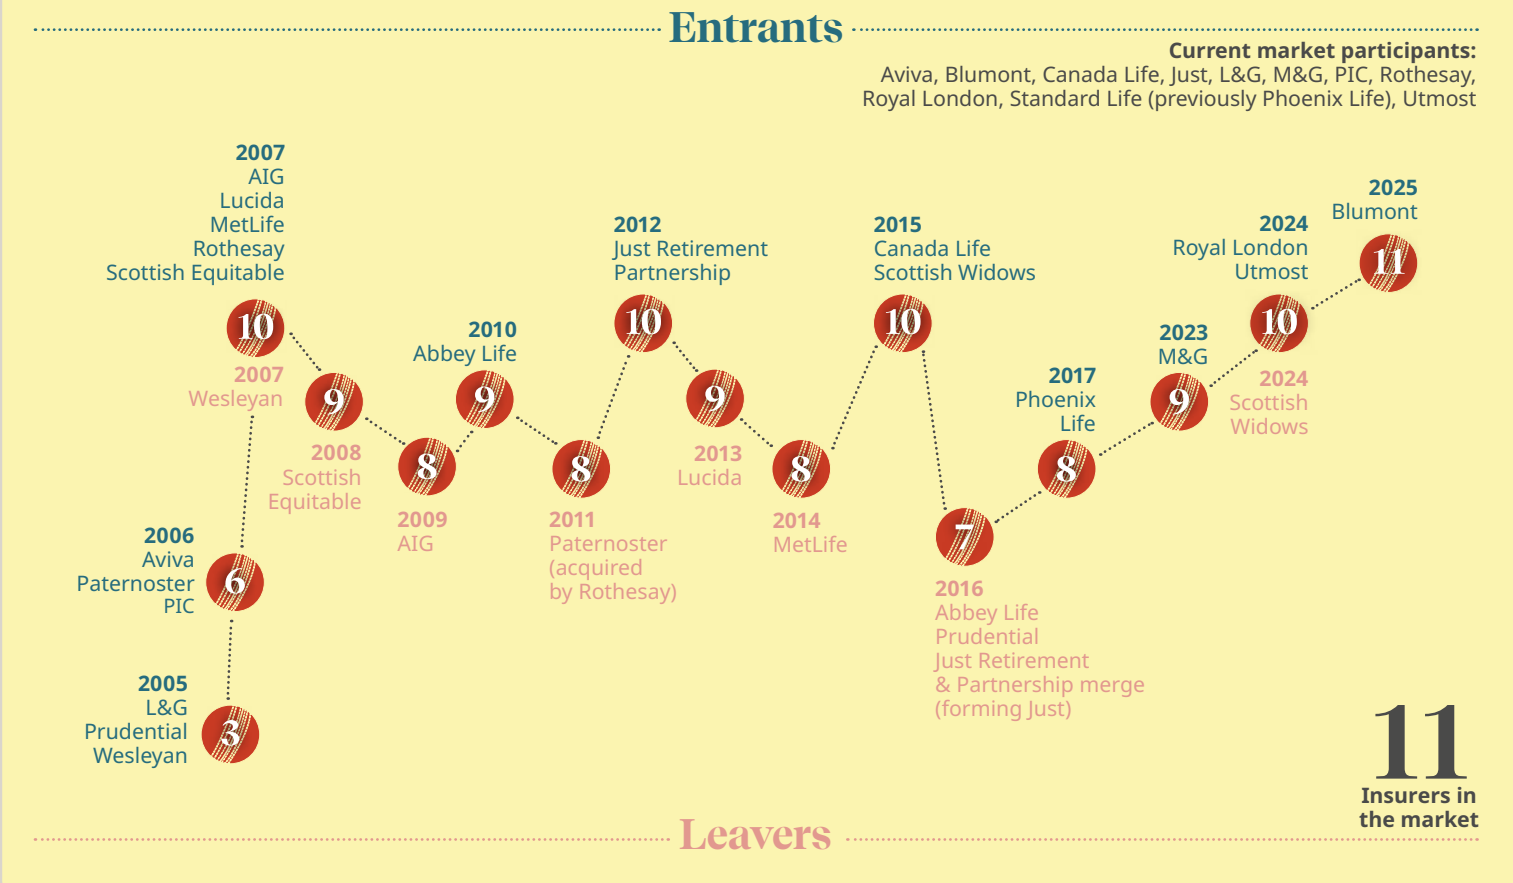 Entrants
Current market participants:
Aviva, Blumont, Canada Life, Just, L&G, M&G, PIC, Rothesay,
Royal London, Standard Life (previously Phoenix Life), Utmost
2005
L&G
Prudential
Wesleyan
3
2006
Aviva
Paternoster
PIC
6
2007
AIG
Lucida
MetLife
Rothesay
Scottish Equitable
10
2007
Wesleyan
9
2008
Scottish
Equitable
8
2009
AIG
2010
Abbey Life
9
8
2011
Paternoster
(acquired
by Rothesay)
2012
Just Retirement
Partnership
10
9
2013
Lucida
8
2014
MetLife
2015
Canada Life
Scottish Widows
10
7
2016
Abbey Life
Prudential
Just Retirement
& Partnership merge
(forming Just)
2017
Phoenix
Life
8
2023
M&G
9
2024
Royal London
Utmost
10
2024
Scottish
Widows
2025
Blumont
11
11
Insurers in
the market
Leavers